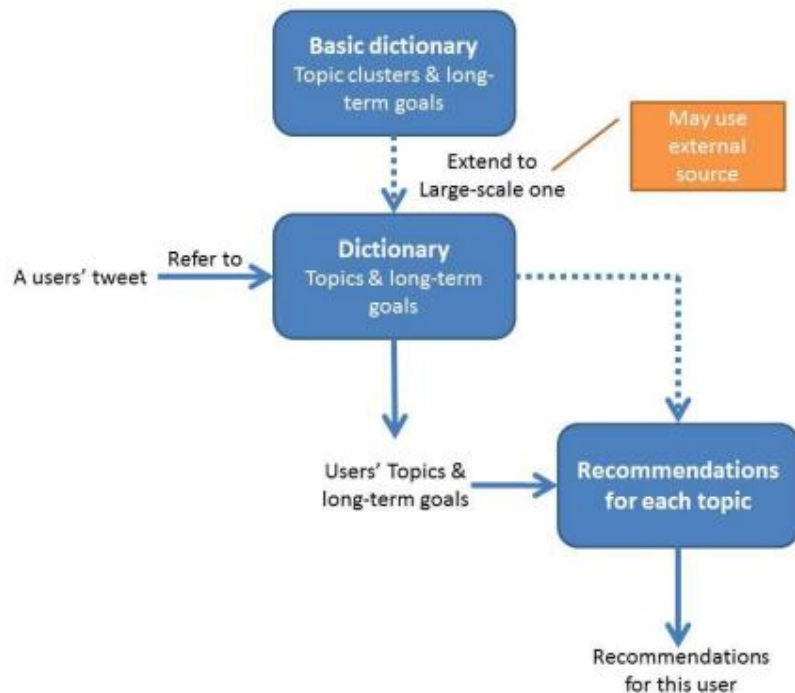 Basic dictionary
Topic clusters & long-
term goals
May use
external
source
Extend to
Large-scale one
Dictionary
Topics & long-term
goals
Refer to
A users' tweet
Users' Topics &
long-term goals
Recommendations
for each topic
Recommendations
for this user